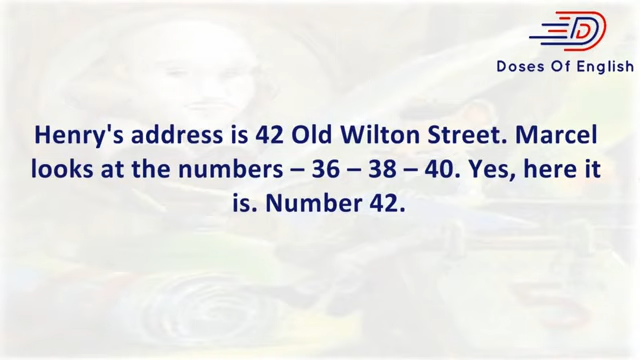 Doses Of English
Henry's address is 42 Old Wilton Street. Marcel
looks at the numbers – 36 – 38 – 40. Yes, here it
is. Number 42.